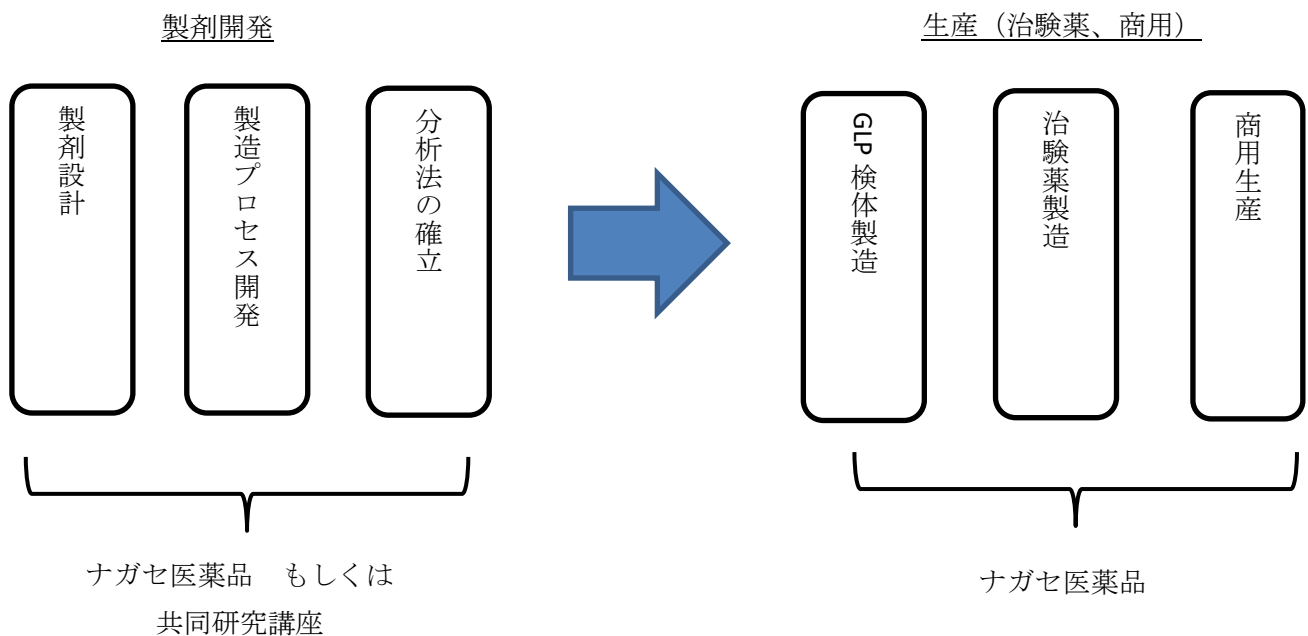 製剤開発
製剤設計
製造プロセス開発
分析法の確立
ナガセ医薬品　もしくは
共同研究講座
生産（治験薬、商用）
GLP 検体製造
治験薬製造
商用生産
ナガセ医薬品